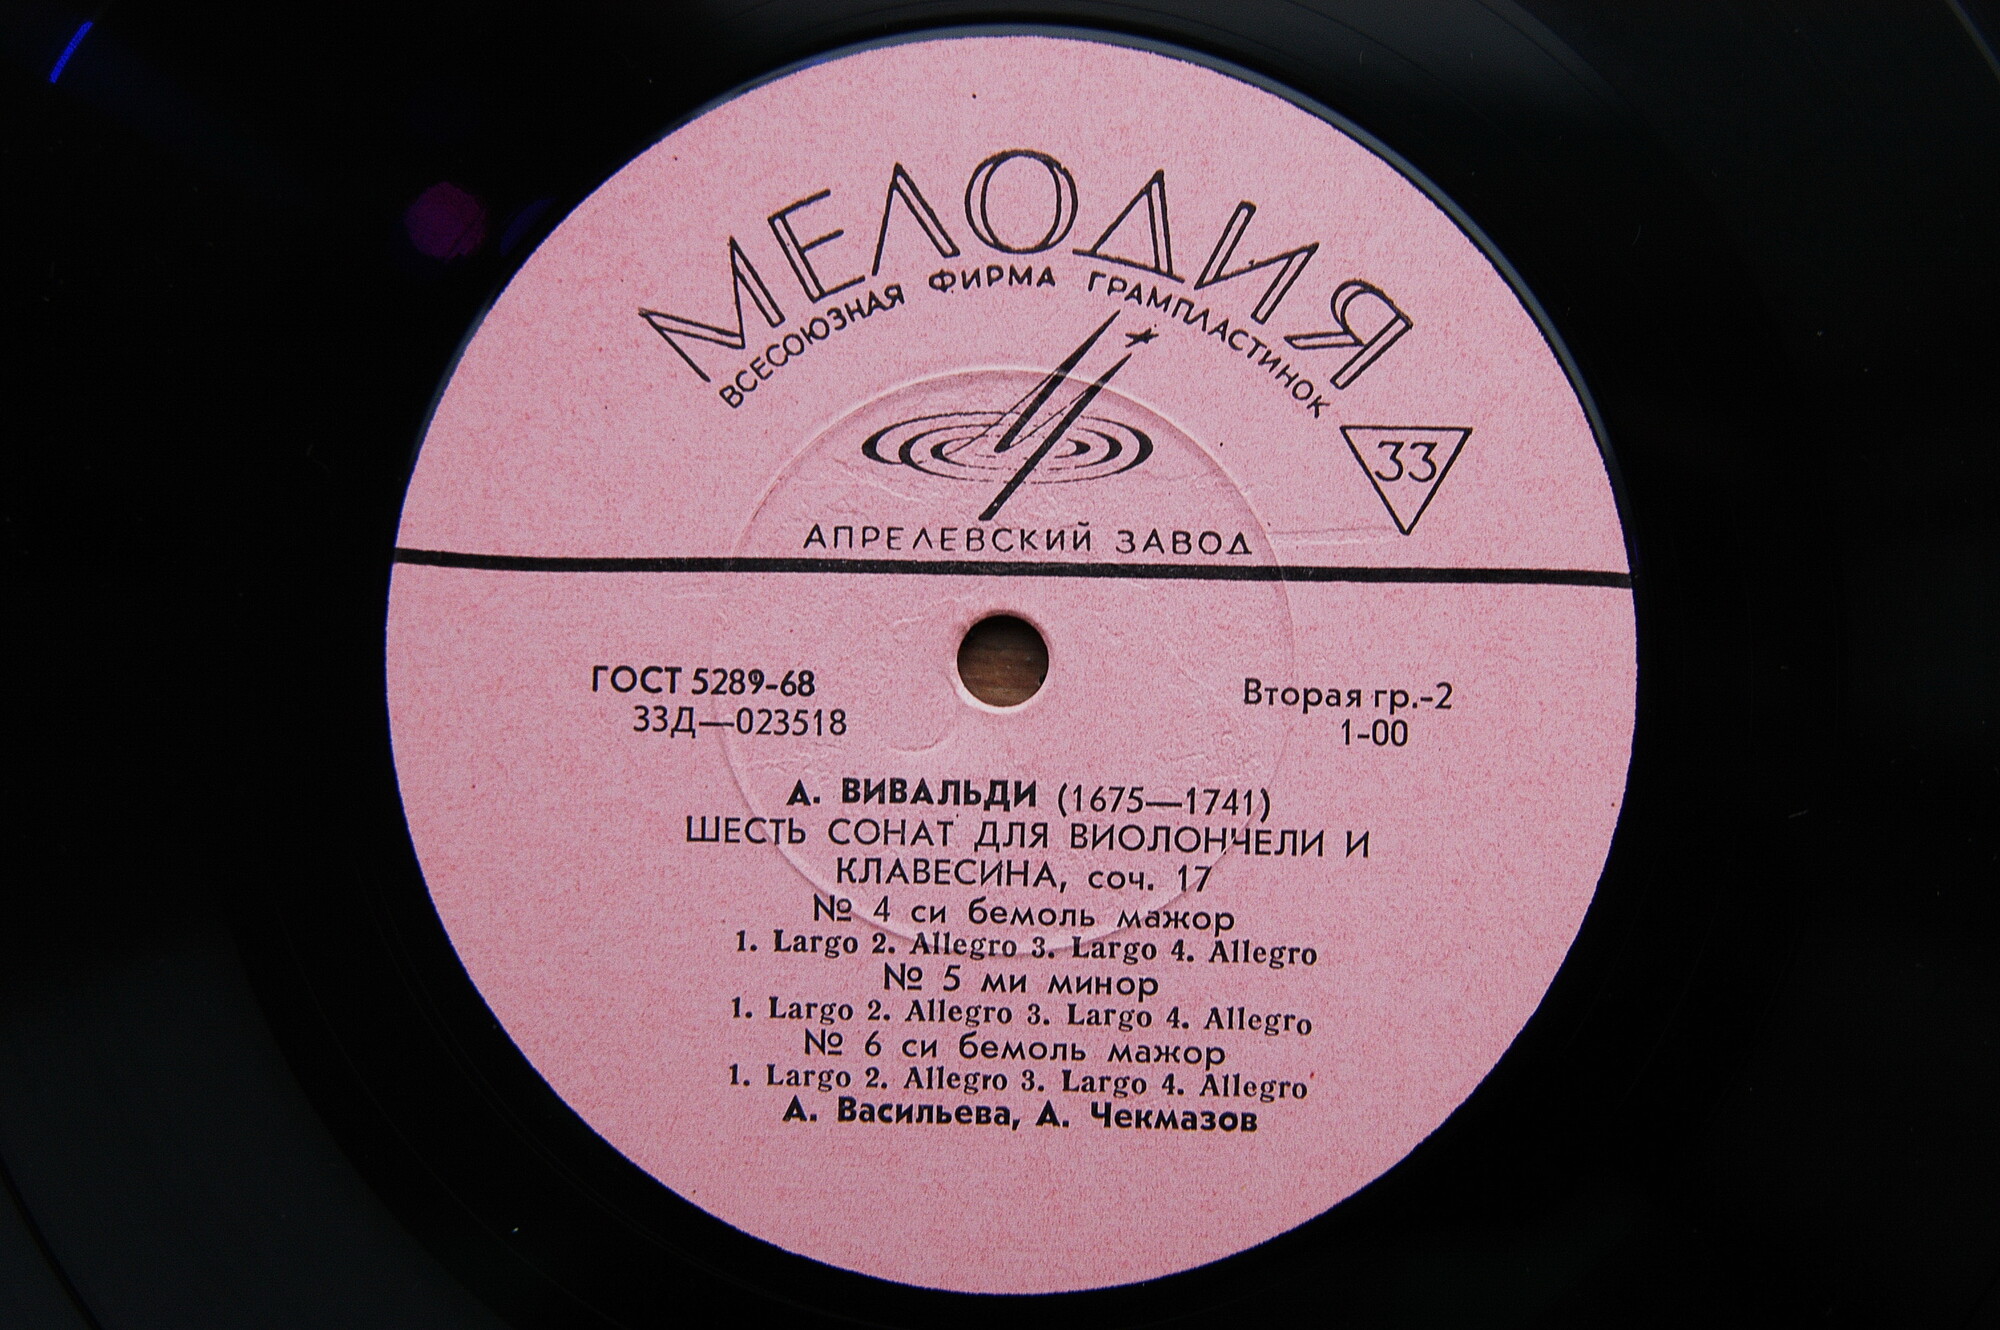 МЕЛОДИЯ
ВСЕСОЮЗНАЯ ФИРМА ГРАМПЛАСТИНОК
33
АПРЕЛЕВСКИЙ ЗАВОД
ГОСТ 5289-68
33Д—023518
Вторая гр.-2
1-00
А. ВИВАЛЬДИ (1675—1741)
ШЕСТЬ СОНАТ ДЛЯ ВИОЛОНЧЕЛИ И
КЛАВЕСИНА, соч. 17
№ 4 си бемоль мажор
1. Largo 2. Allegro 3. Largo 4. Allegro
№ 5 ми минор
1. Largo 2. Allegro 3. Largo 4. Allegro
№ 6 си бемоль мажор
1. Largo 2. Allegro 3. Largo 4. Allegro
А. Васильева, А. Чекмазов